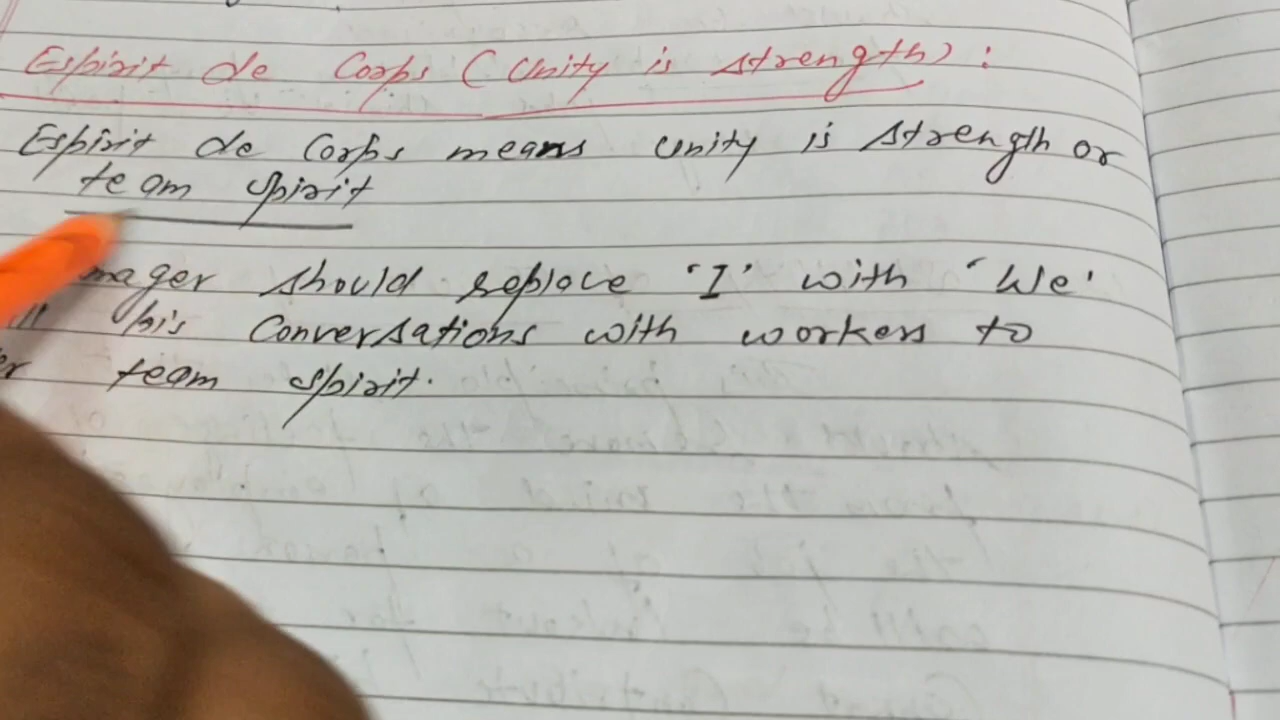 Espirit de Corps (Unity is strength):
Espirit de Corps means unity is strength or
team spirit
should replace 'I' with 'We'
his conversations with workers to
team spirit.